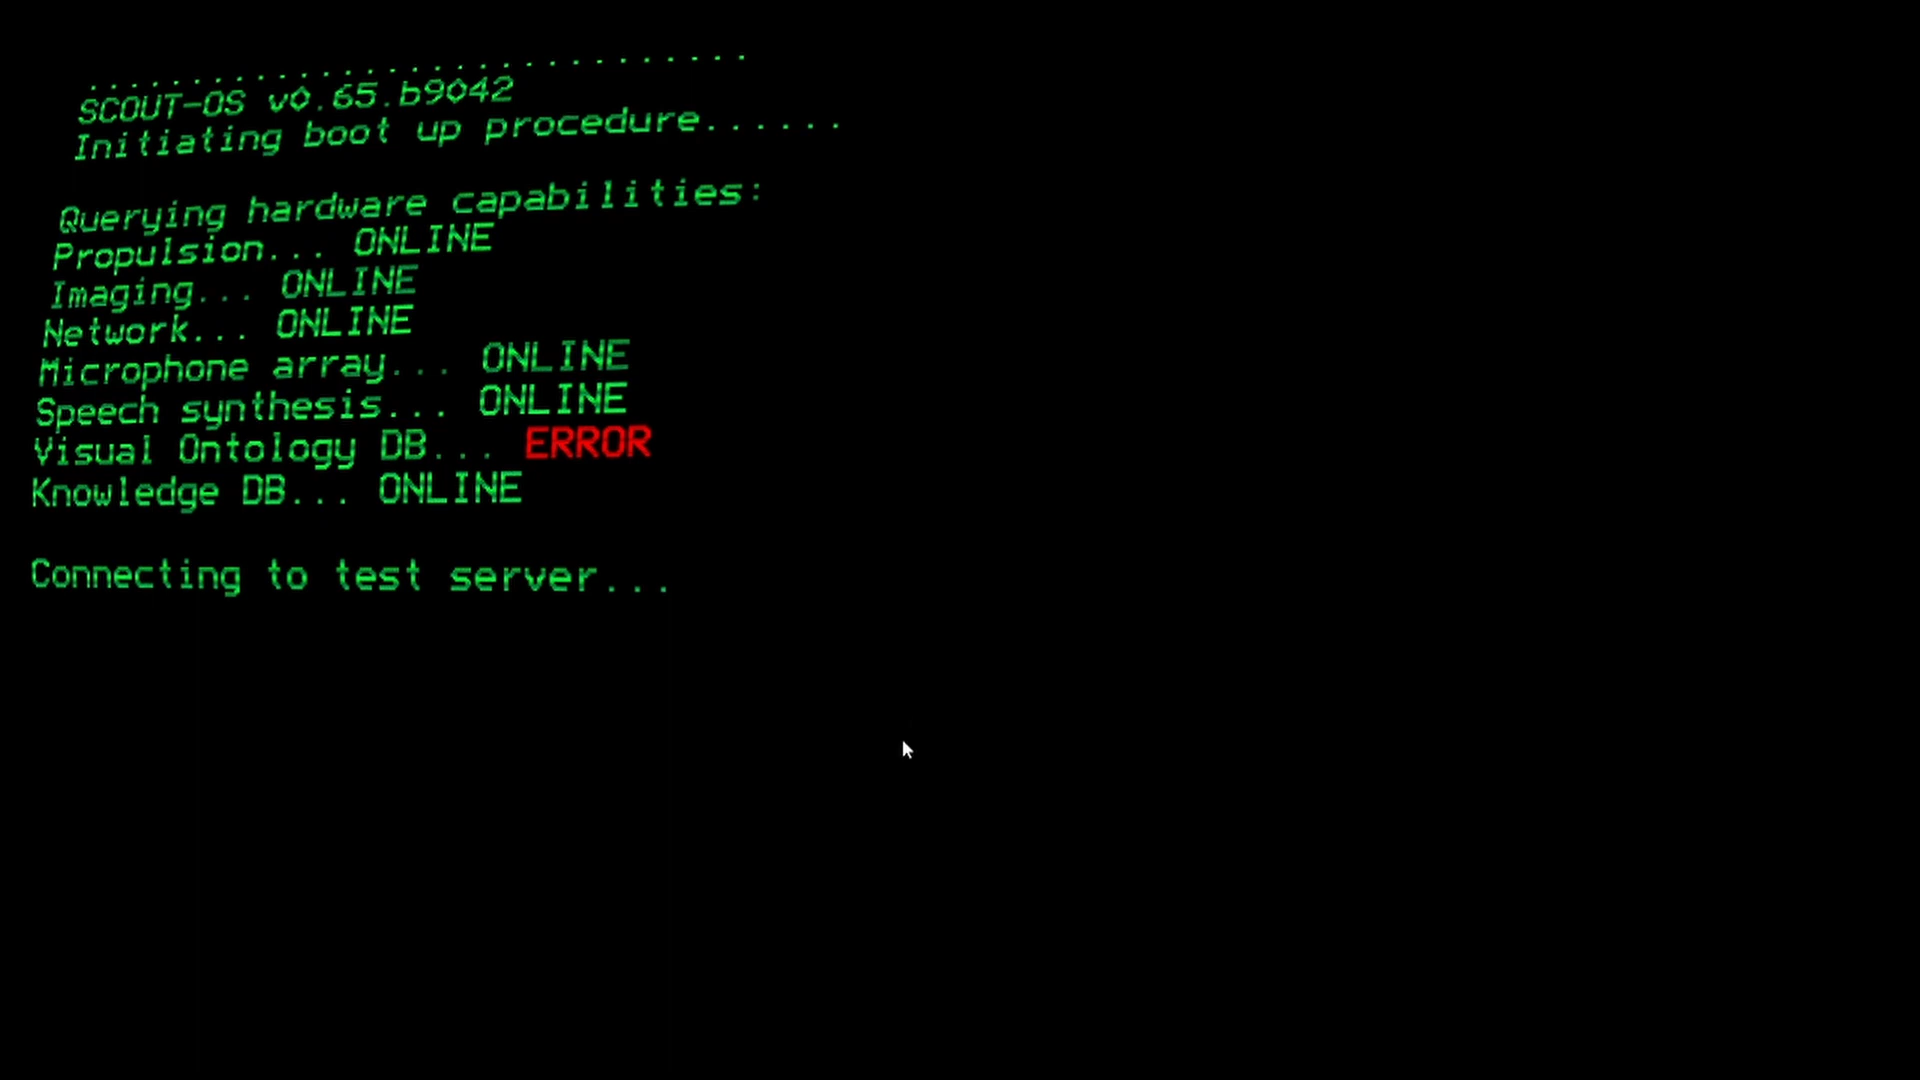 ..............................
SCOUT-OS v0.65.b9042
Initiating boot up procedure......
Querying hardware capabilities:
Propulsion... ONLINE
Imaging... ONLINE
Network... ONLINE
Microphone array... ONLINE
Speech synthesis... ONLINE
Visual Ontology DB... ERROR
Knowledge DB... ONLINE
Connecting to test server...